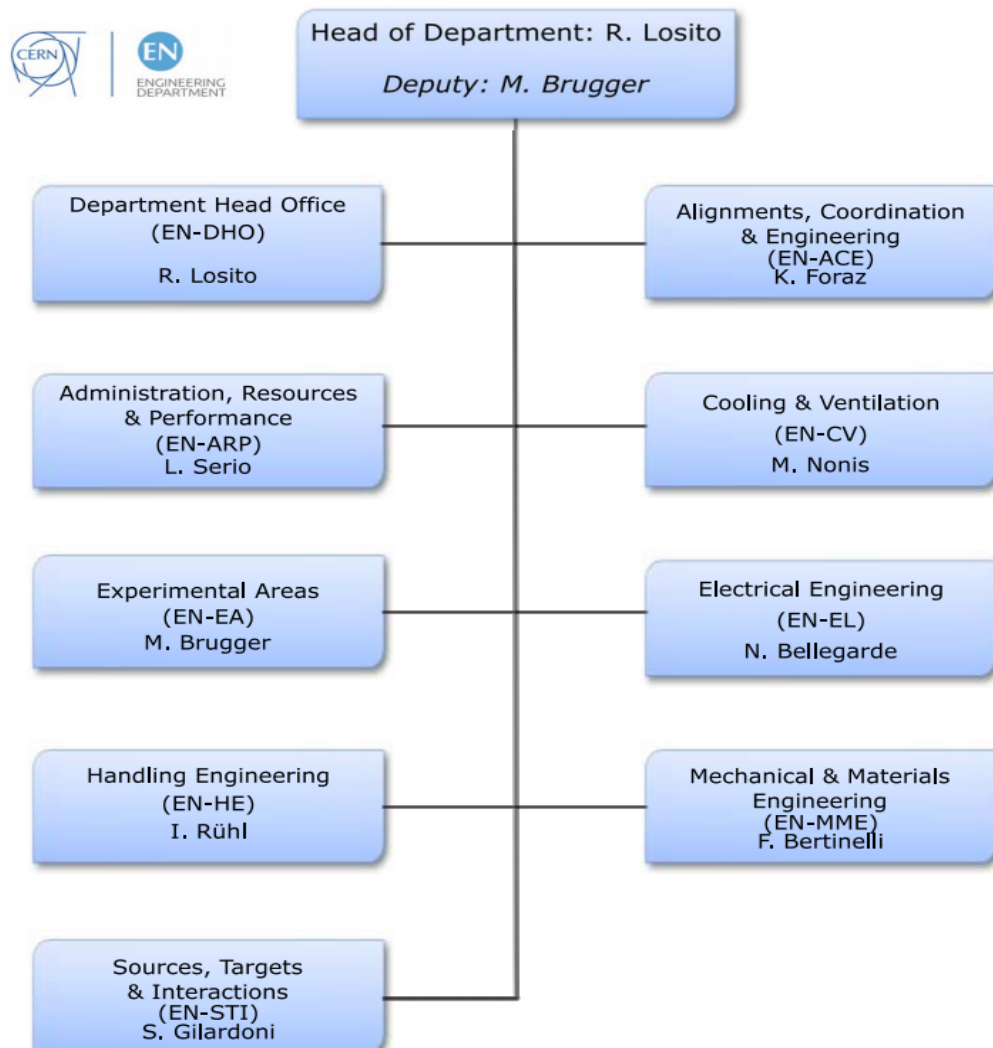 CERN
EN
ENGINEERING
DEPARTMENT
Head of Department: R. Losito
Deputy: M. Brugger
Department Head Office
(EN-DHO)
R. Losito
Alignments, Coordination
& Engineering
(EN-ACE)
K. Foraz
Administration, Resources
& Performance
(EN-ARP)
L. Serio
Cooling & Ventilation
(EN-CV)
M. Nonis
Experimental Areas
(EN-EA)
M. Brugger
Electrical Engineering
(EN-EL)
N. Bellegarde
Handling Engineering
(EN-HE)
I. Rühl
Mechanical & Materials
Engineering
(EN-MME)
F. Bertinelli
Sources, Targets
& Interactions
(EN-STI)
S. Gilardoni